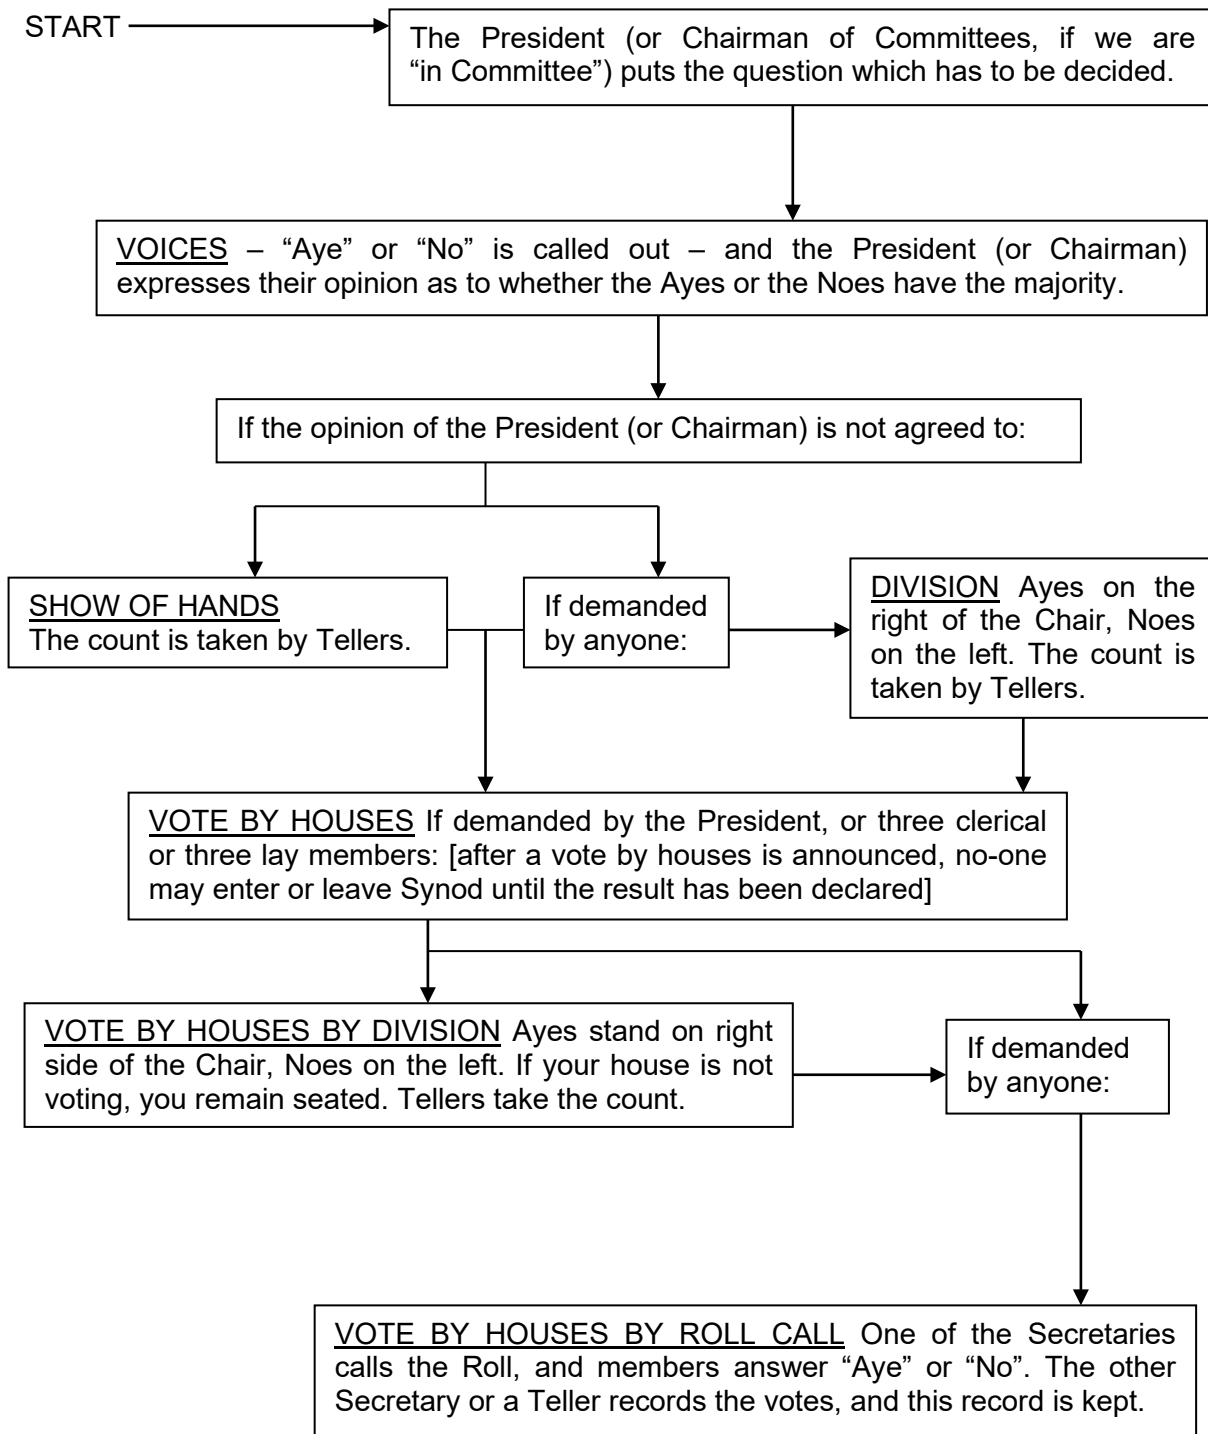 START
The President (or Chairman of Committees, if we are
“in Committee”) puts the question which has to be decided.
VOICES – “Aye” or “No” is called out – and the President (or Chairman)
expresses their opinion as to whether the Ayes or the Noes have the majority.
If the opinion of the President (or Chairman) is not agreed to:
SHOW OF HANDS
The count is taken by Tellers.
If demanded
by anyone:
DIVISION Ayes on the
right of the Chair, Noes
on the left. The count is
taken by Tellers.
VOTE BY HOUSES If demanded by the President, or three clerical
or three lay members: [after a vote by houses is announced, no-one
may enter or leave Synod until the result has been declared]
VOTE BY HOUSES BY DIVISION Ayes stand on right
side of the Chair, Noes on the left. If your house is not
voting, you remain seated. Tellers take the count.
If demanded
by anyone:
VOTE BY HOUSES BY ROLL CALL One of the Secretaries
calls the Roll, and members answer “Aye” or “No”. The other
Secretary or a Teller records the votes, and this record is kept.